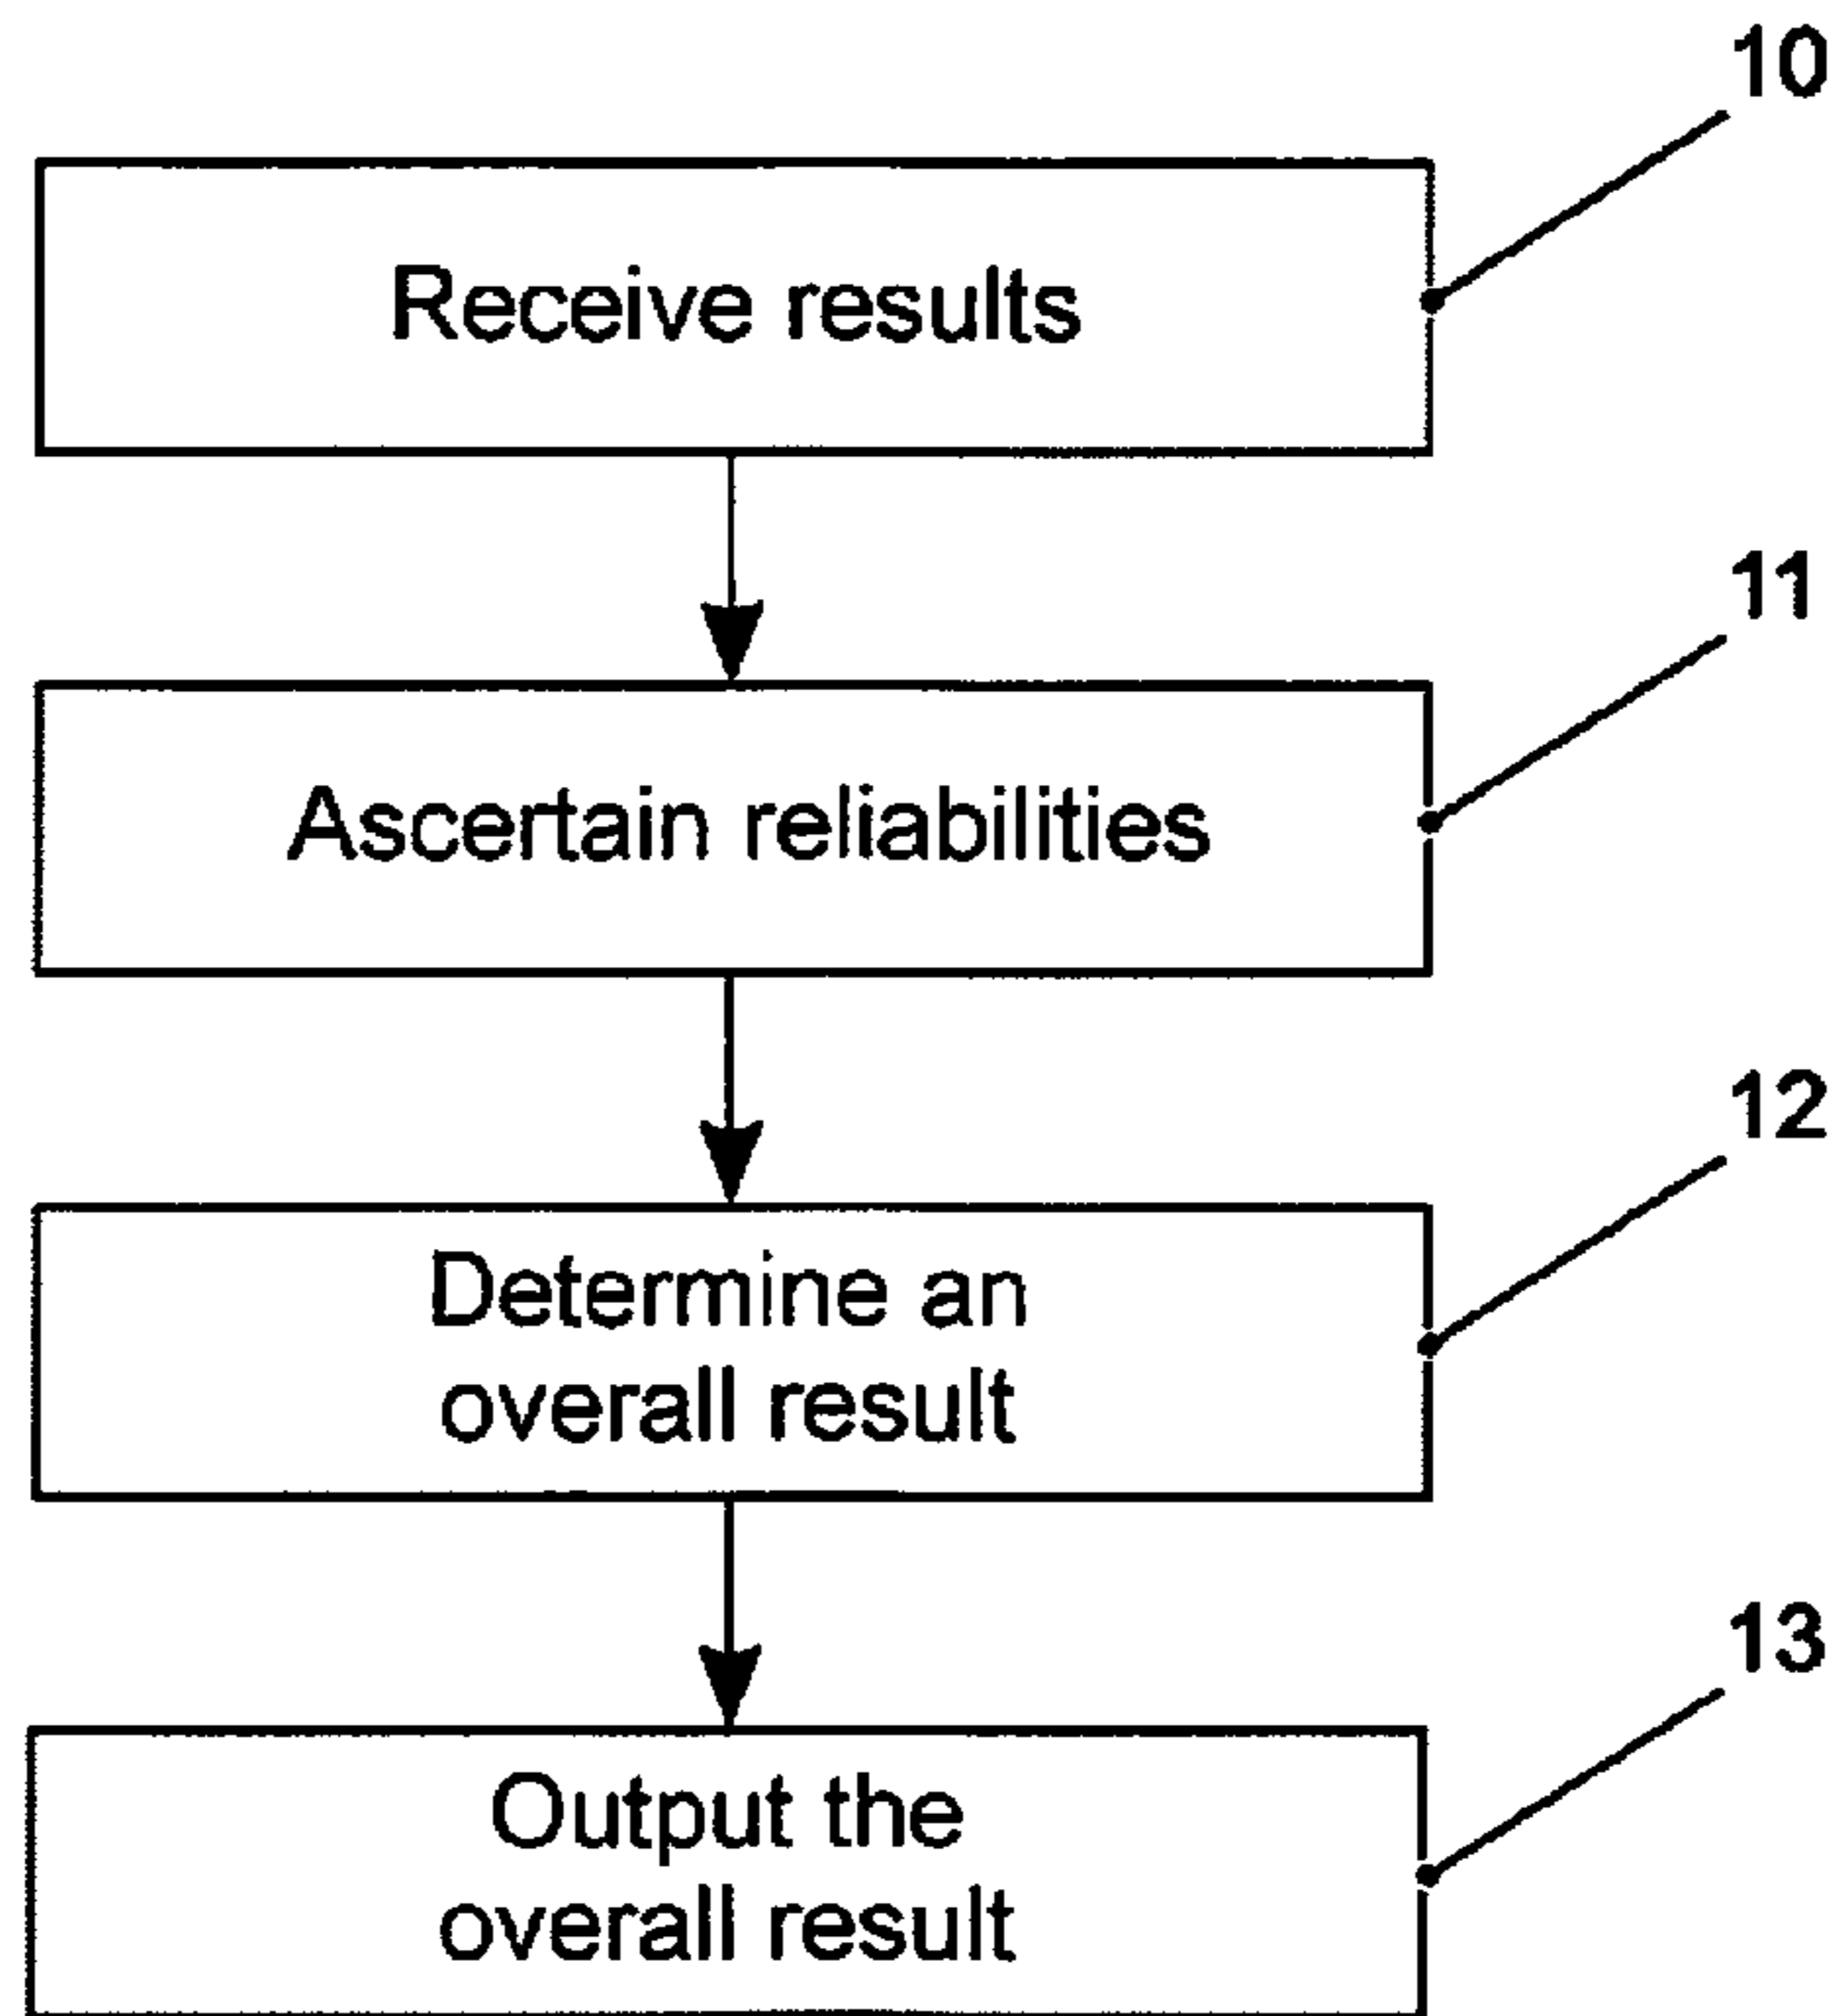 10
Receive results
11
Ascertain reliabilities
12
Determine an
overall result
13
Output the
overall result